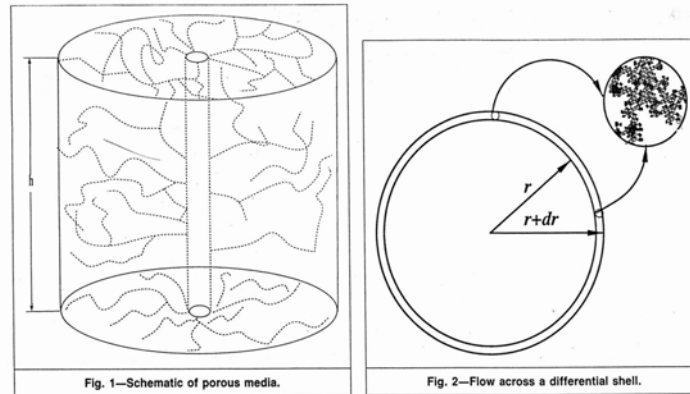 h
Fig. 1—Schematic of porous media.
r
r+dr
Fig. 2—Flow across a differential shell.